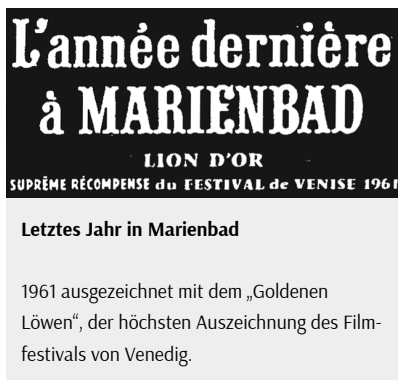 L'année dernière
à MARIENBAD
LION D'OR
SUPRÊME RÉCOMPENSE du FESTIVAL de VENISE 1961
Letztes Jahr in Marienbad
1961 ausgezeichnet mit dem „Goldenen
Löwen“, der höchsten Auszeichnung des Film-
festivals von Venedig.